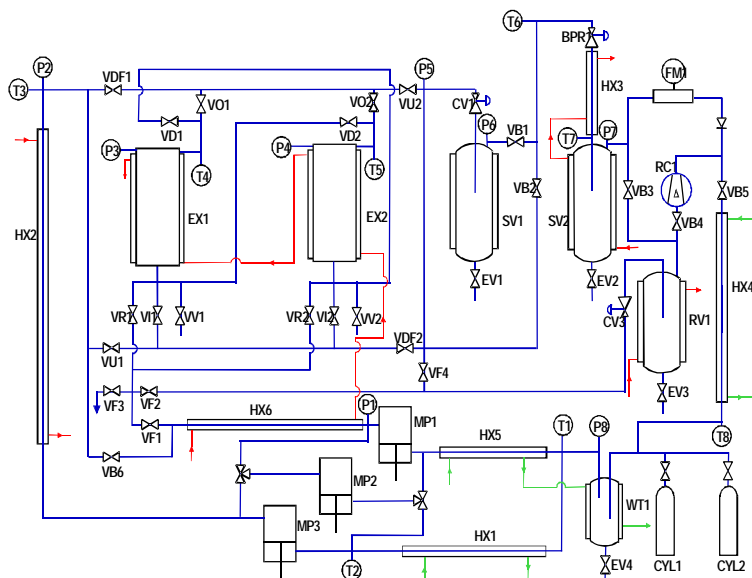 T6
BPR1
P2
P5
T3
VDF1
HX3
FM1
VO1
VO2
VU2
CV1
P6
VD1
VD2
VB1
T7
P7
P3
P4
T4
T5
RC1
VB2
VB3
VB5
EX1
EX2
SV1
SV2
VB4
HX2
EV1
EV2
HX4
VR1
VI1
VV1
VR2
VI2
VV2
CV3
RV1
VU1
VDF2
VF4
EV3
VF3
VF2
HX6
P1
MP1
T1
P8
T8
VF1
HX5
VB6
MP2
WT1
MP3
HX1
T2
EV4
CYL1
CYL2